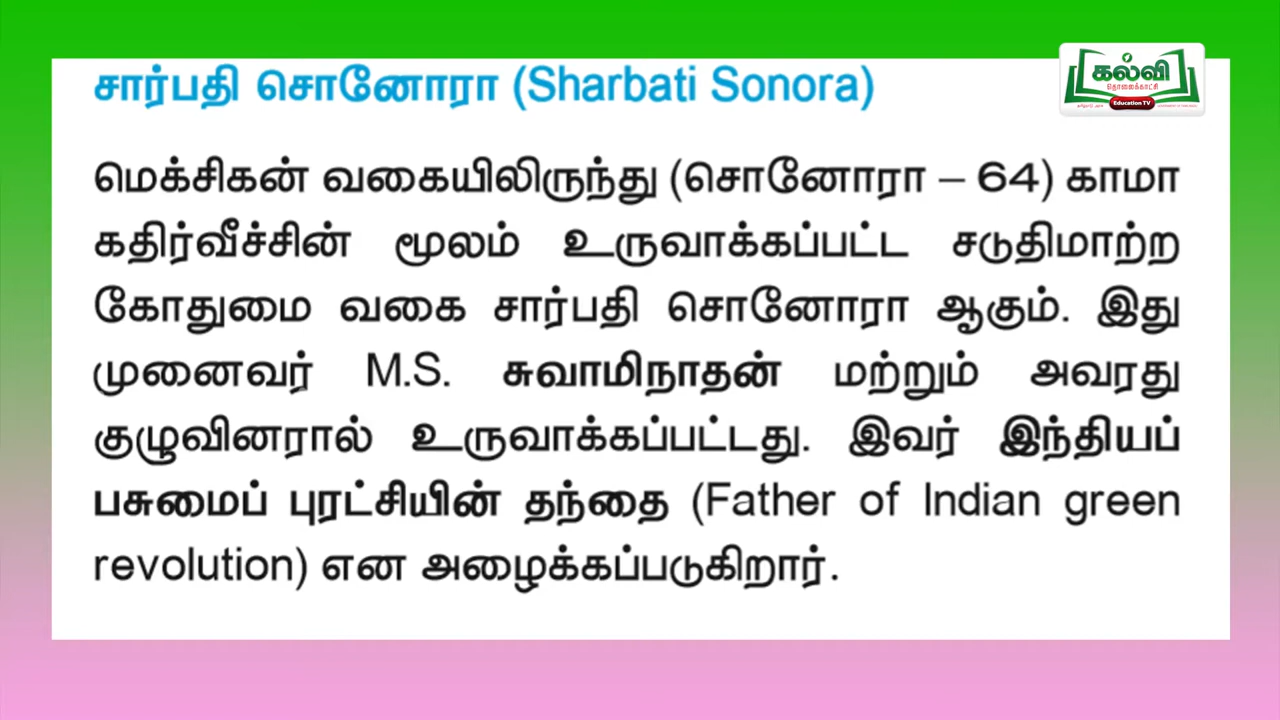 சார்பதி சொனோரா (Sharbati Sonora)
கல்வி
தொலைக்காட்சி
Education TV
மெக்சிகன் வகையிலிருந்து (சொனோரா – 64) காமா
கதிர்வீச்சின் மூலம் உருவாக்கப்பட்ட சடுதிமாற்ற
கோதுமை வகை சார்பதி சொனோரா ஆகும். இது
முனைவர் M.S. சுவாமிநாதன் மற்றும் அவரது
குழுவினரால் உருவாக்கப்பட்டது. இவர் இந்தியப்
பசுமைப் புரட்சியின் தந்தை (Father of Indian green
revolution) என அழைக்கப்படுகிறார்.